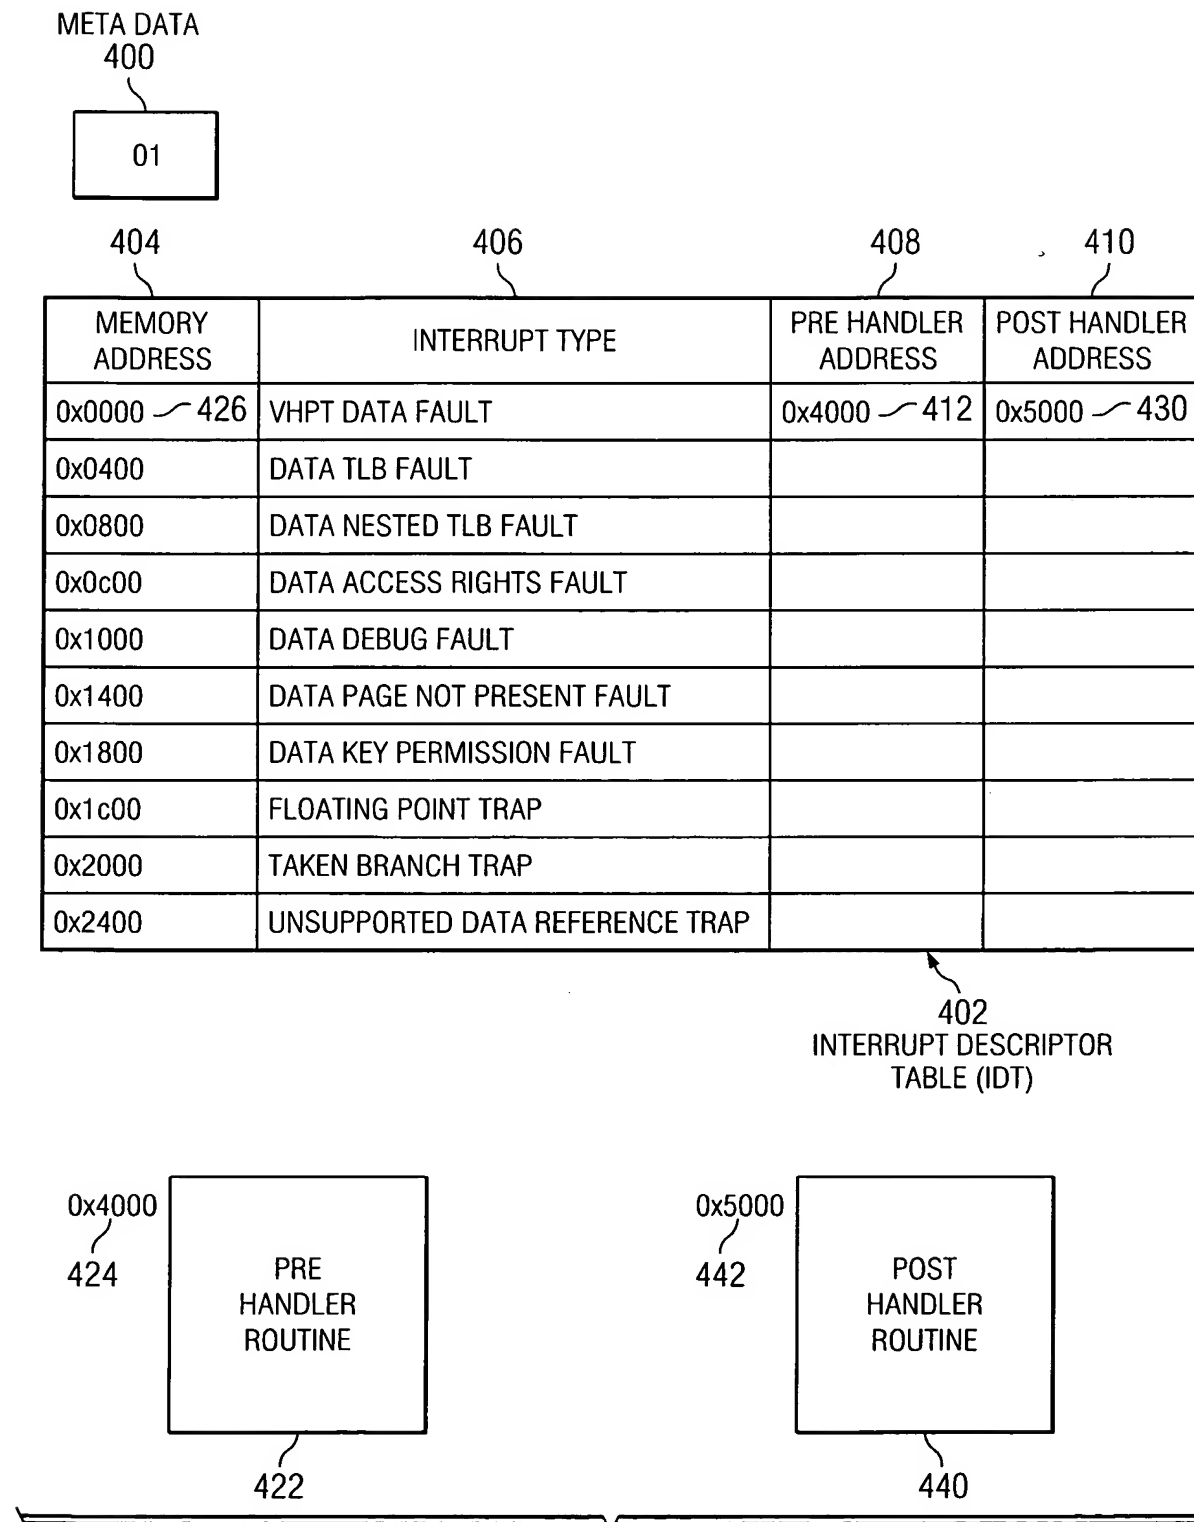 META DATA
400
01
404 406 408 410
MEMORY ADDRESS INTERRUPT TYPE PRE HANDLER ADDRESS POST HANDLER ADDRESS
0x0000 426 VHPT DATA FAULT 0x4000 412 0x5000 430
0x0400 DATA TLB FAULT
0x0800 DATA NESTED TLB FAULT
0x0c00 DATA ACCESS RIGHTS FAULT
0x1000 DATA DEBUG FAULT
0x1400 DATA PAGE NOT PRESENT FAULT
0x1800 DATA KEY PERMISSION FAULT
0x1c00 FLOATING POINT TRAP
0x2000 TAKEN BRANCH TRAP
0x2400 UNSUPPORTED DATA REFERENCE TRAP
402
INTERRUPT DESCRIPTOR
TABLE (IDT)
0x4000
424
PRE
HANDLER
ROUTINE
422
0x5000
442
POST
HANDLER
ROUTINE
440